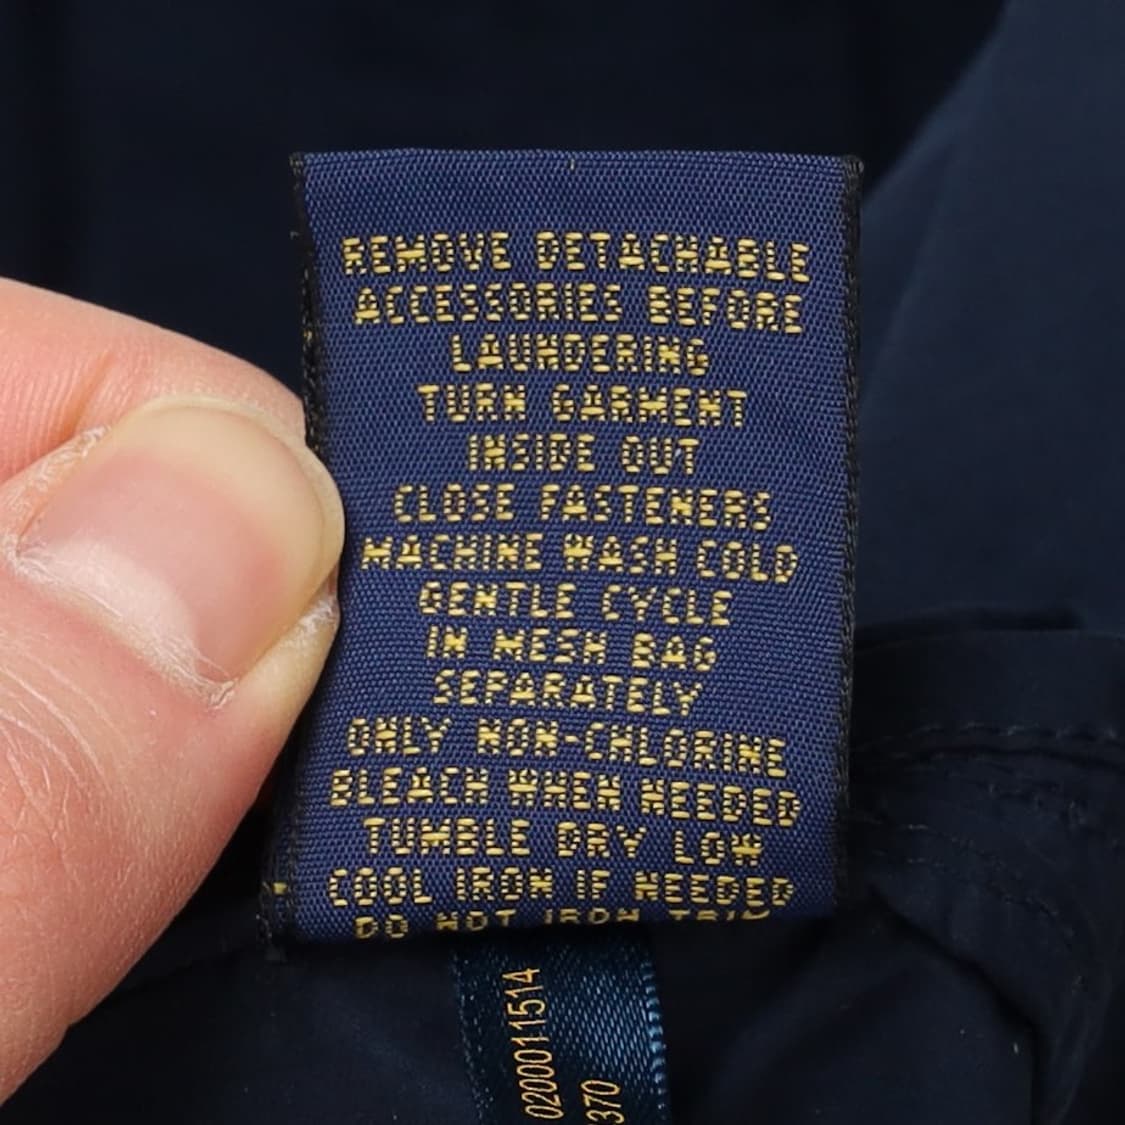 REMOVE DETACHABLE
ACCESSORIES BEFORE
LAUNDERING
TURN GARMENT
INSIDE OUT
CLOSE FASTENERS
MACHINE WASH COLD
GENTLE CYCLE
IN MESH BAG
SEPARATELY
ONLY NON-CHLORINE
BLEACH WHEN NEEDED
TUMBLE DRY LOW
COOL IRON IF NEEDED
DO NOT IRON TRIM
0200011514
370